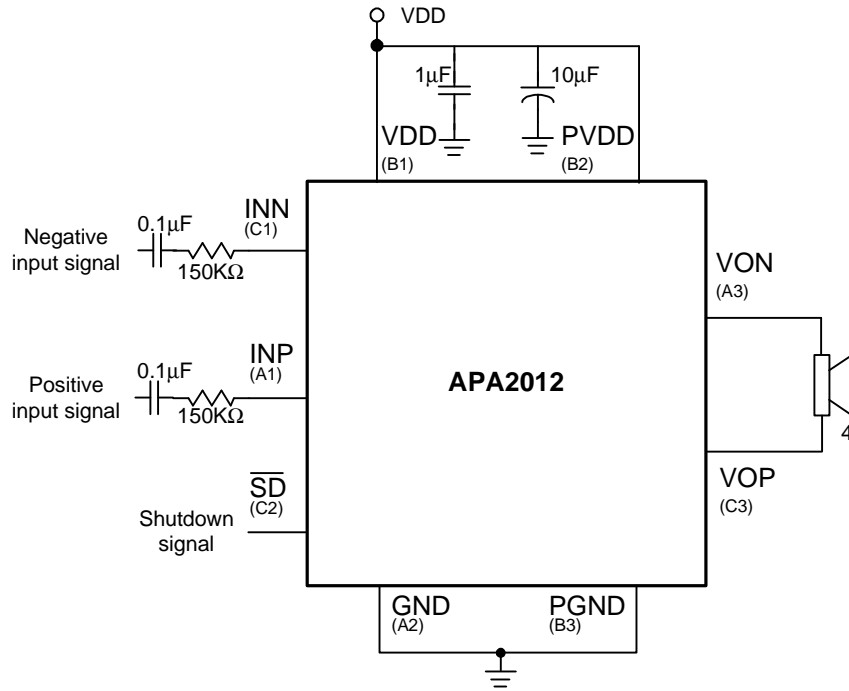 VDD
1μF
10μF
VDD
(B1)
PVDD
(B2)
INN
(C1)
0.1μF
Negative
input signal
150KΩ
VON
(A3)
INP
(A1)
0.1μF
Positive
input signal
150KΩ
APA2012
4
SD
(C2)
VOP
(C3)
Shutdown
signal
GND
(A2)
PGND
(B3)